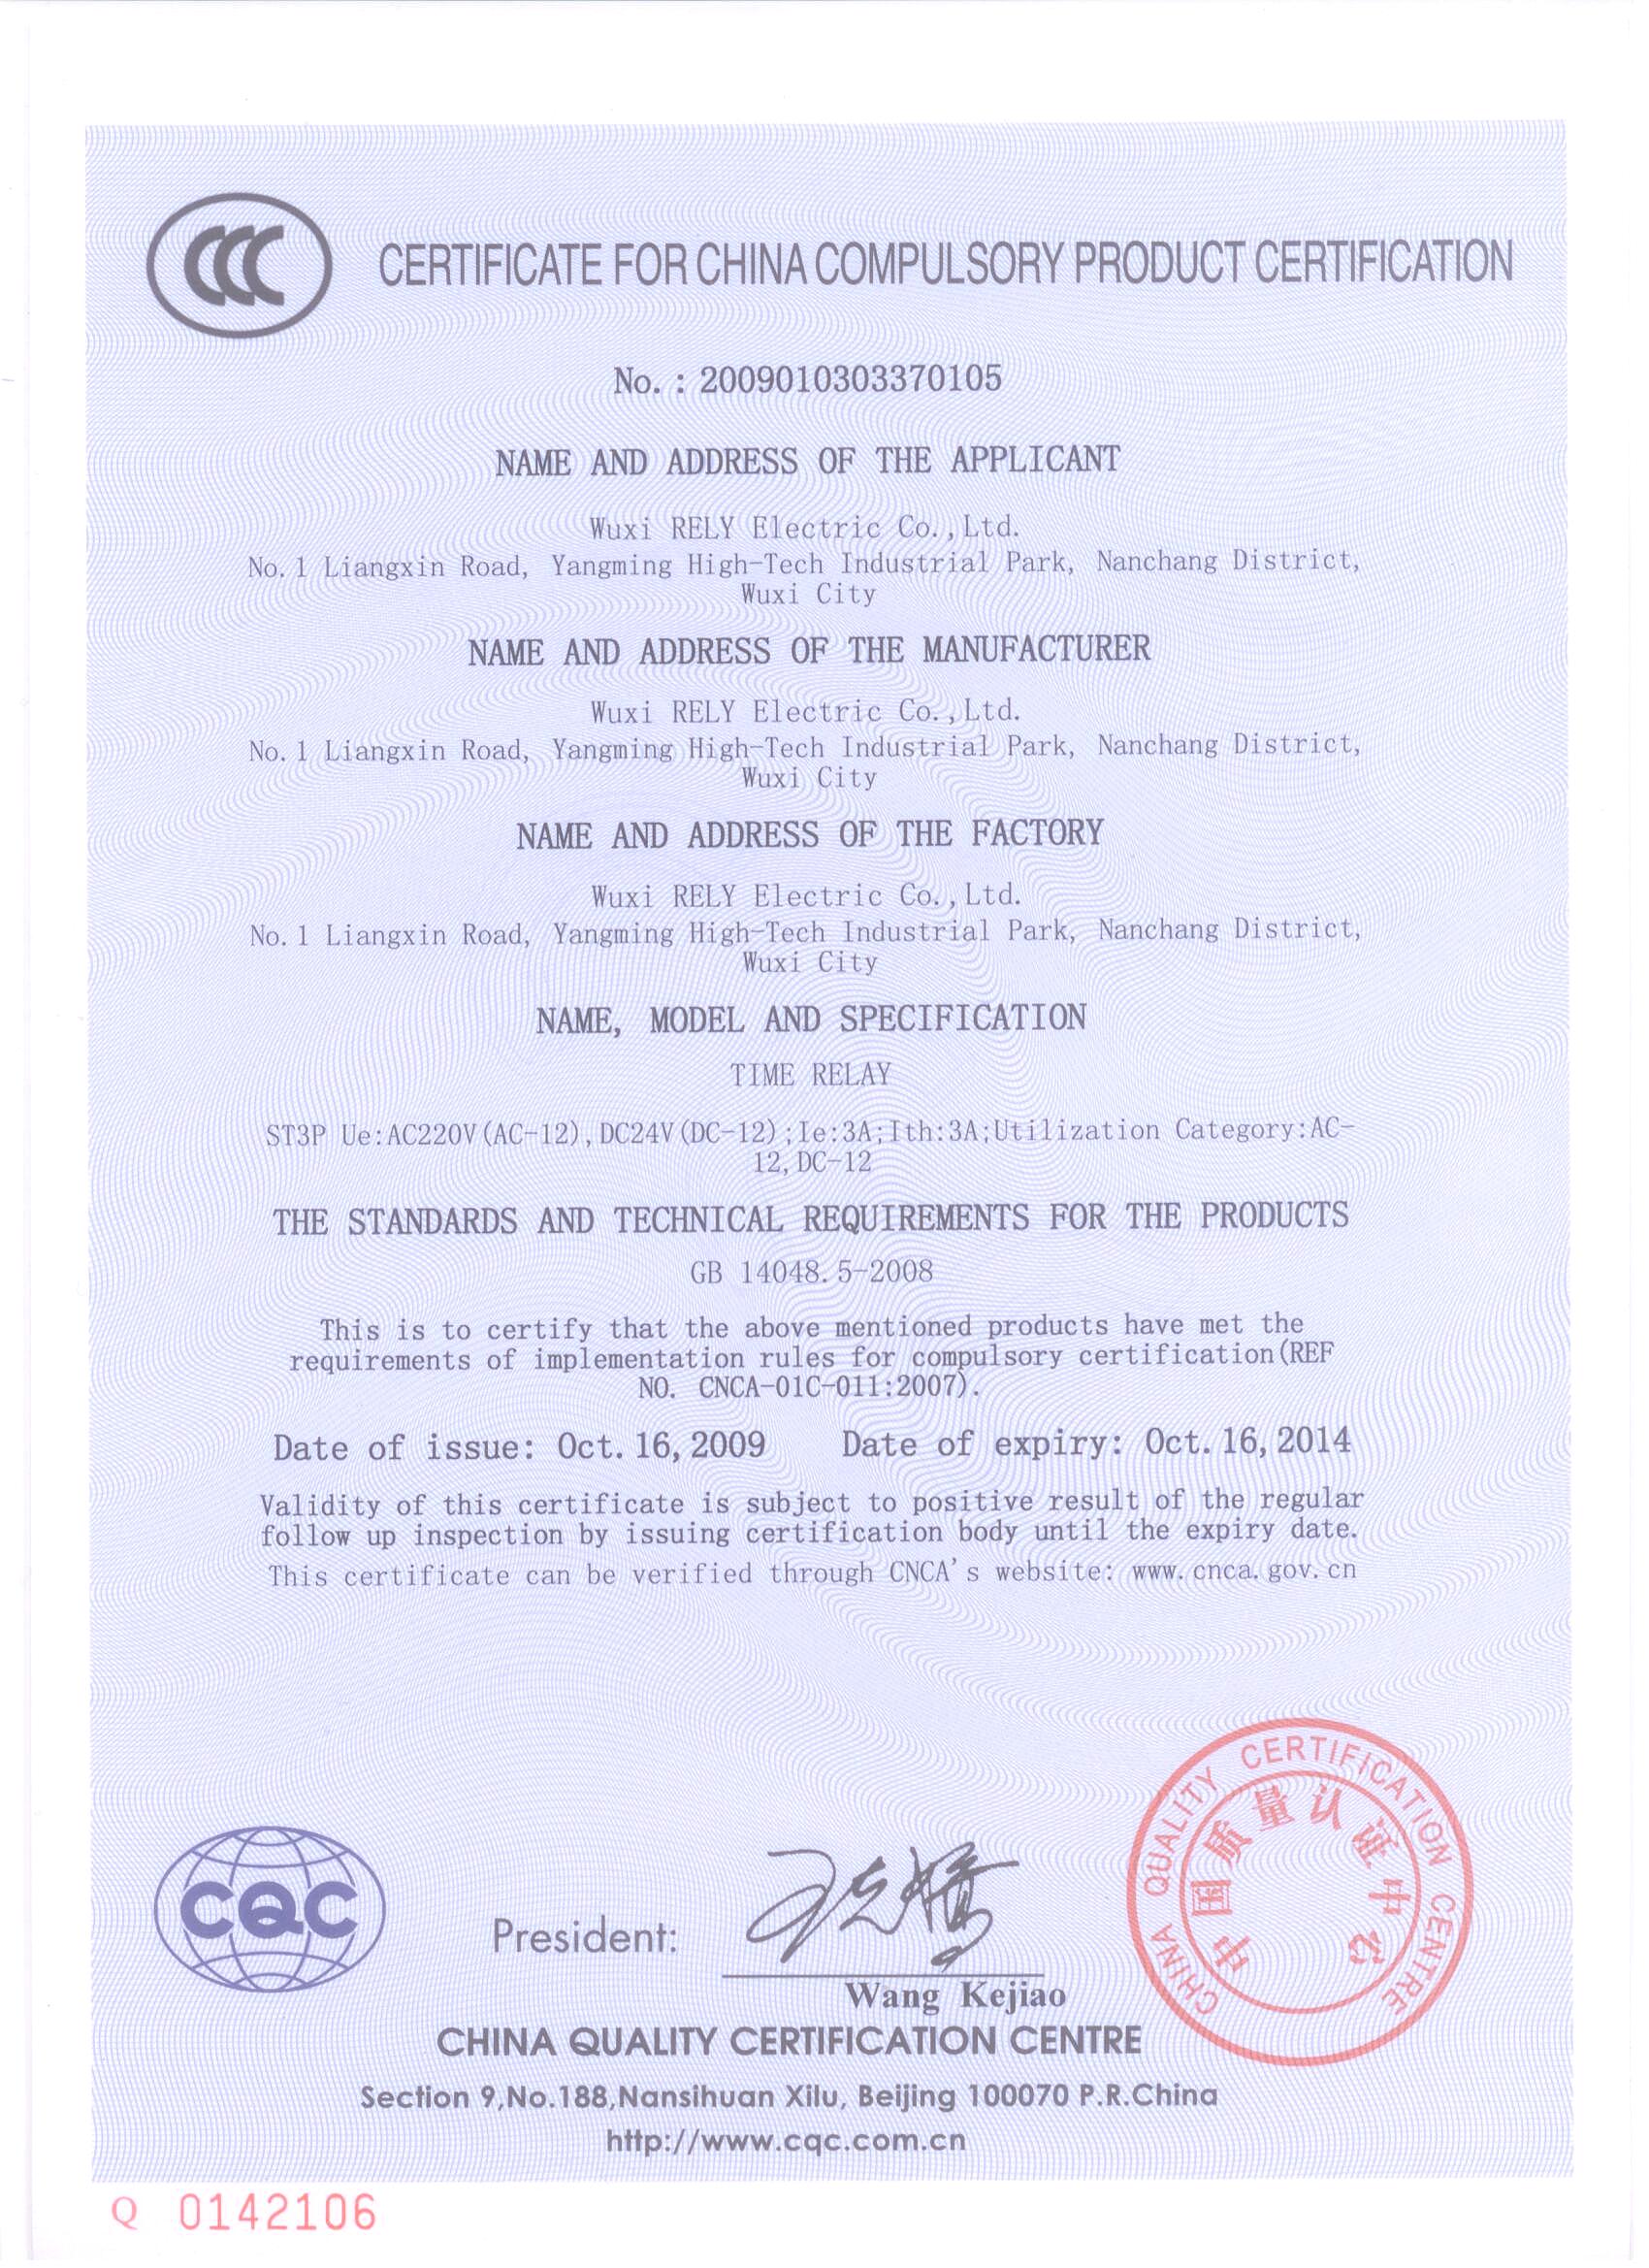 CCC
CERTIFICATE FOR CHINA COMPULSORY PRODUCT CERTIFICATION
No. : 2009010303370105
NAME AND ADDRESS OF THE APPLICANT
Wuxi RELY Electric Co.,Ltd.
No.1 Liangxin Road, Yangming High-Tech Industrial Park, Nanchang District,
Wuxi City
NAME AND ADDRESS OF THE MANUFACTURER
Wuxi RELY Electric Co.,Ltd.
No.1 Liangxin Road, Yangming High-Tech Industrial Park, Nanchang District,
Wuxi City
NAME AND ADDRESS OF THE FACTORY
Wuxi RELY Electric Co.,Ltd.
No.1 Liangxin Road, Yangming High-Tech Industrial Park, Nanchang District,
Wuxi City
NAME, MODEL AND SPECIFICATION
TIME RELAY
ST3P Ue:AC220V(AC-12),DC24V(DC-12);Ie:3A;Ith:3A;Utilization Category:AC-
12,DC-12
THE STANDARDS AND TECHNICAL REQUIREMENTS FOR THE PRODUCTS
GB 14048.5-2008
This is to certify that the above mentioned products have met the
requirements of implementation rules for compulsory certification(REF
NO. CNCA-01C-011:2007).
Date of issue: Oct.16,2009 Date of expiry: Oct.16,2014
Validity of this certificate is subject to positive result of the regular
follow up inspection by issuing certification body until the expiry date.
This certificate can be verified through CNCA's website: www.cnca.gov.cn
CHINA QUALITY CERTIFICATION CENTRE
中国质量认证中心
CQC
President:
王克娇
Wang Kejiao
CHINA QUALITY CERTIFICATION CENTRE
Section 9,No.188,Nansihuan Xilu, Beijing 100070 P.R.China
http://www.cqc.com.cn
Q 0142106